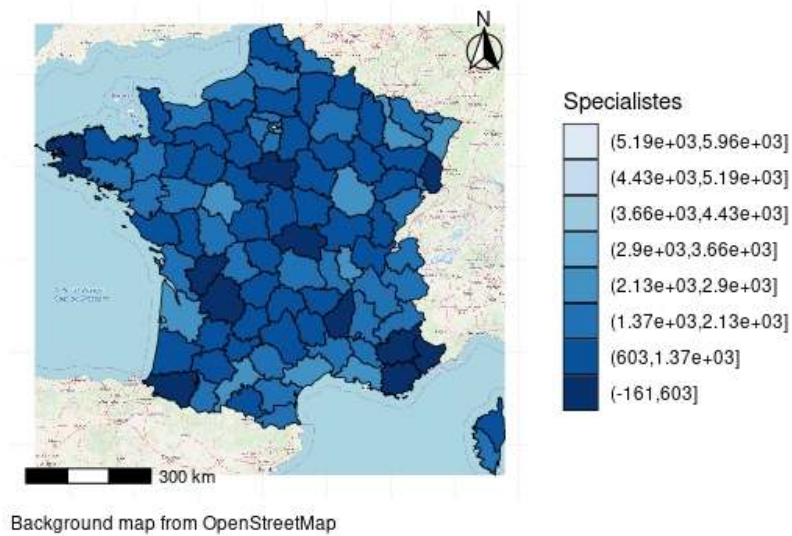 N
Specialistes
(5.19e+03,5.96e+03]
(4.43e+03,5.19e+03]
(3.66e+03,4.43e+03]
(2.9e+03,3.66e+03]
(2.13e+03,2.9e+03]
(1.37e+03,2.13e+03]
(603,1.37e+03]
(-161,603]
300 km
Background map from OpenStreetMap